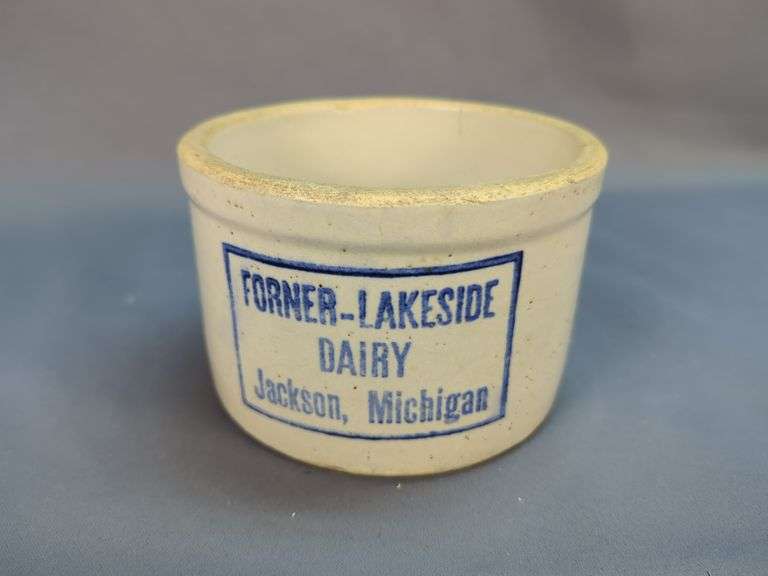 FORNER-LAKESIDE
DAIRY
Jackson, Michigan